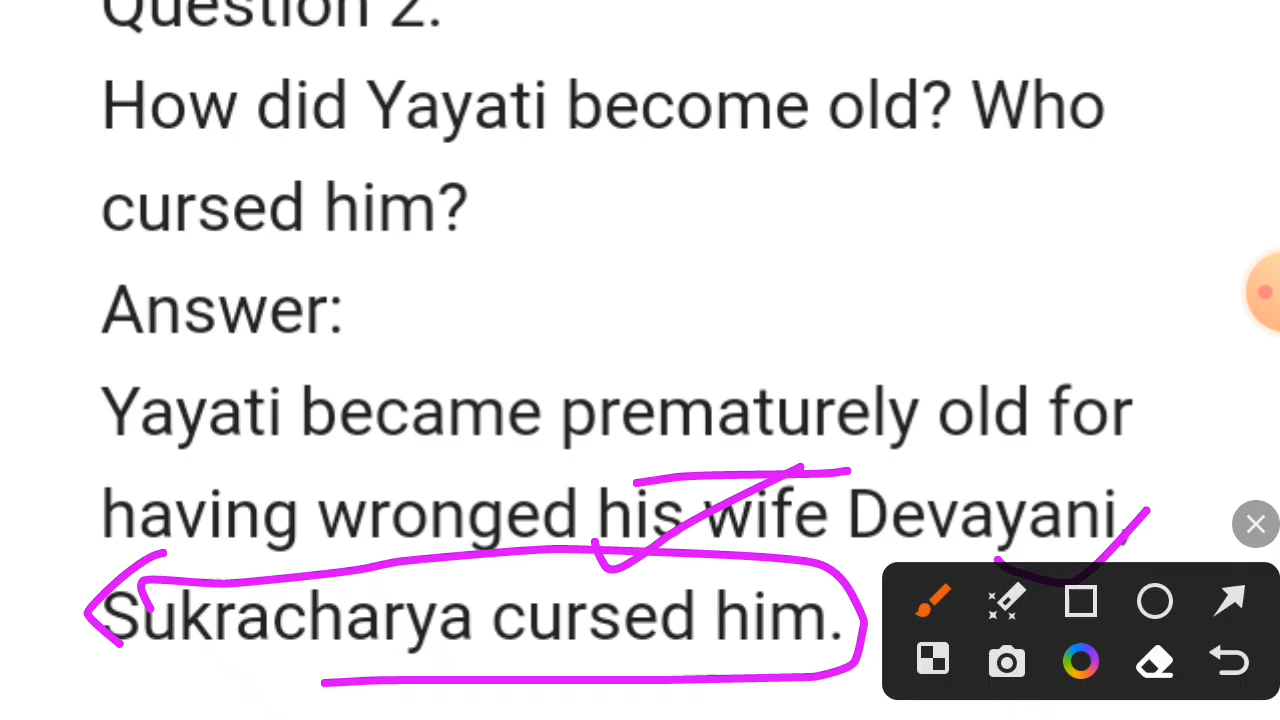 Question 2.
How did Yayati become old? Who
cursed him?
Answer:
Yayati became prematurely old for
having wronged his wife Devayani,
Sukracharya cursed him.